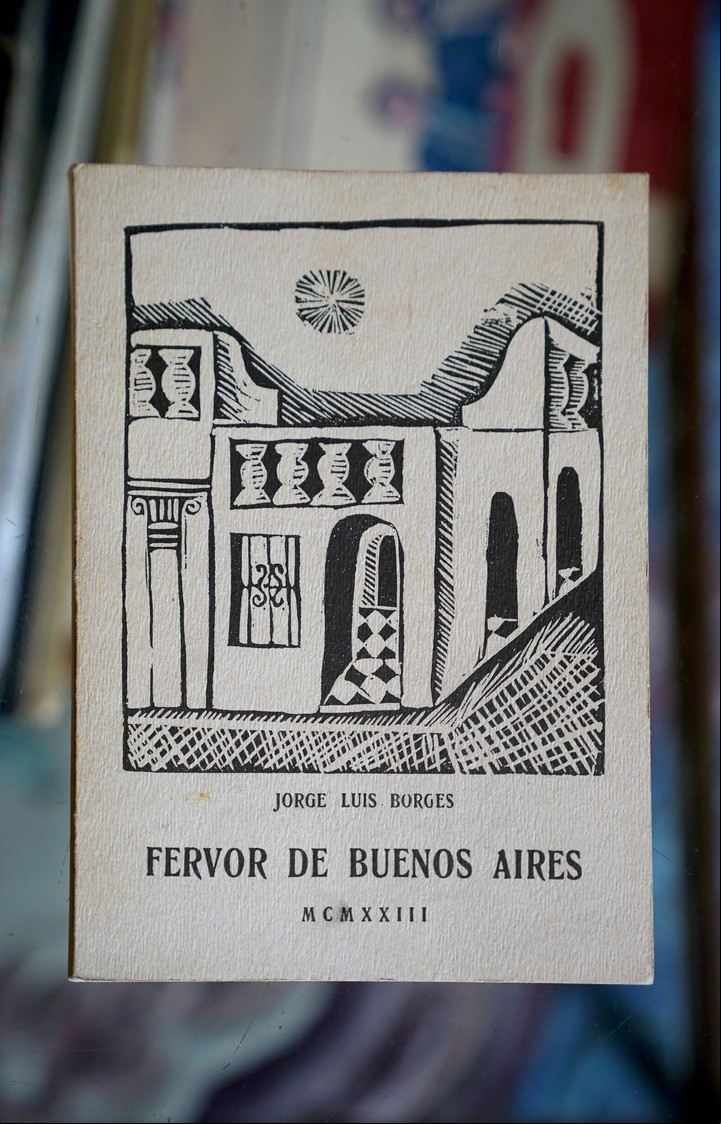 JORGE LUIS BORGES
FERVOR DE BUENOS AIRES
MCMXXIII